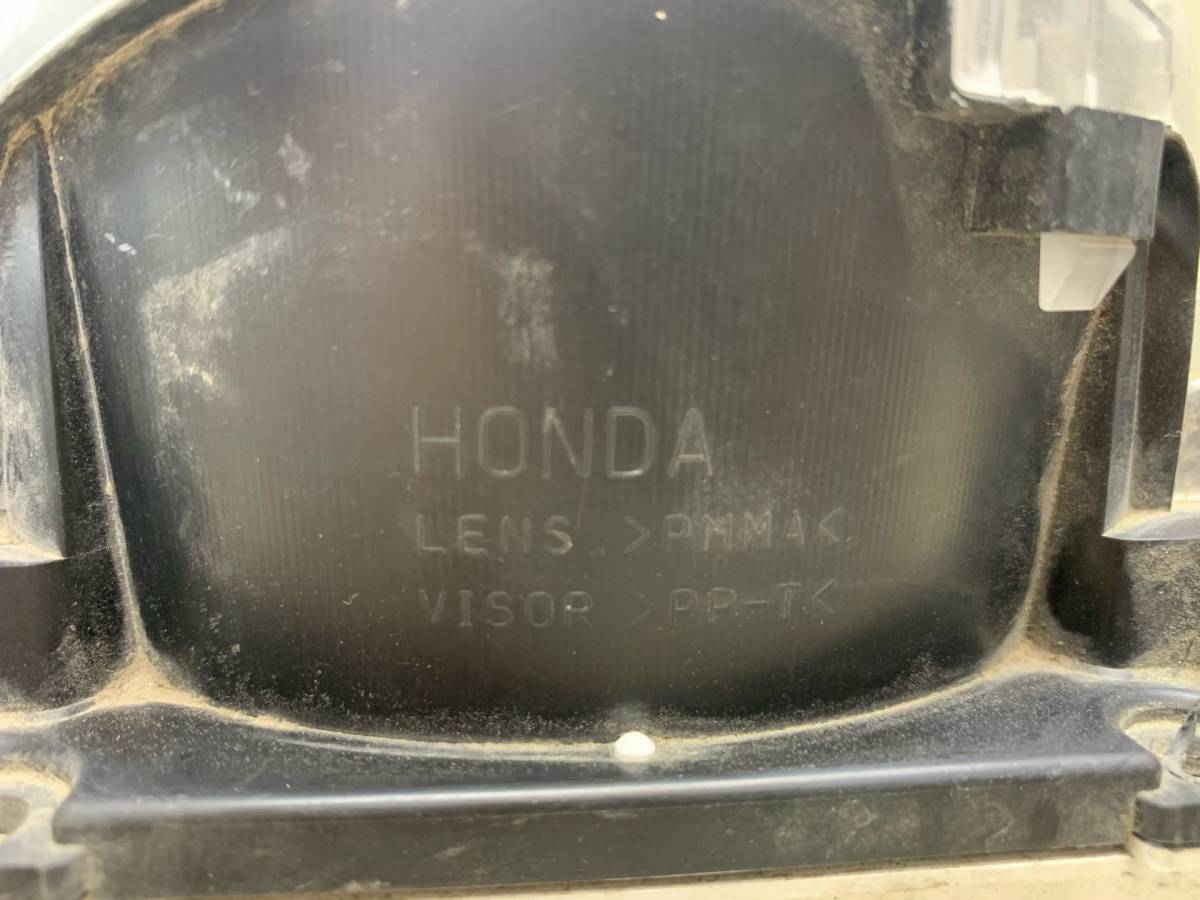 HONDA
LENS >PMMA<
VISOR >PP-T<